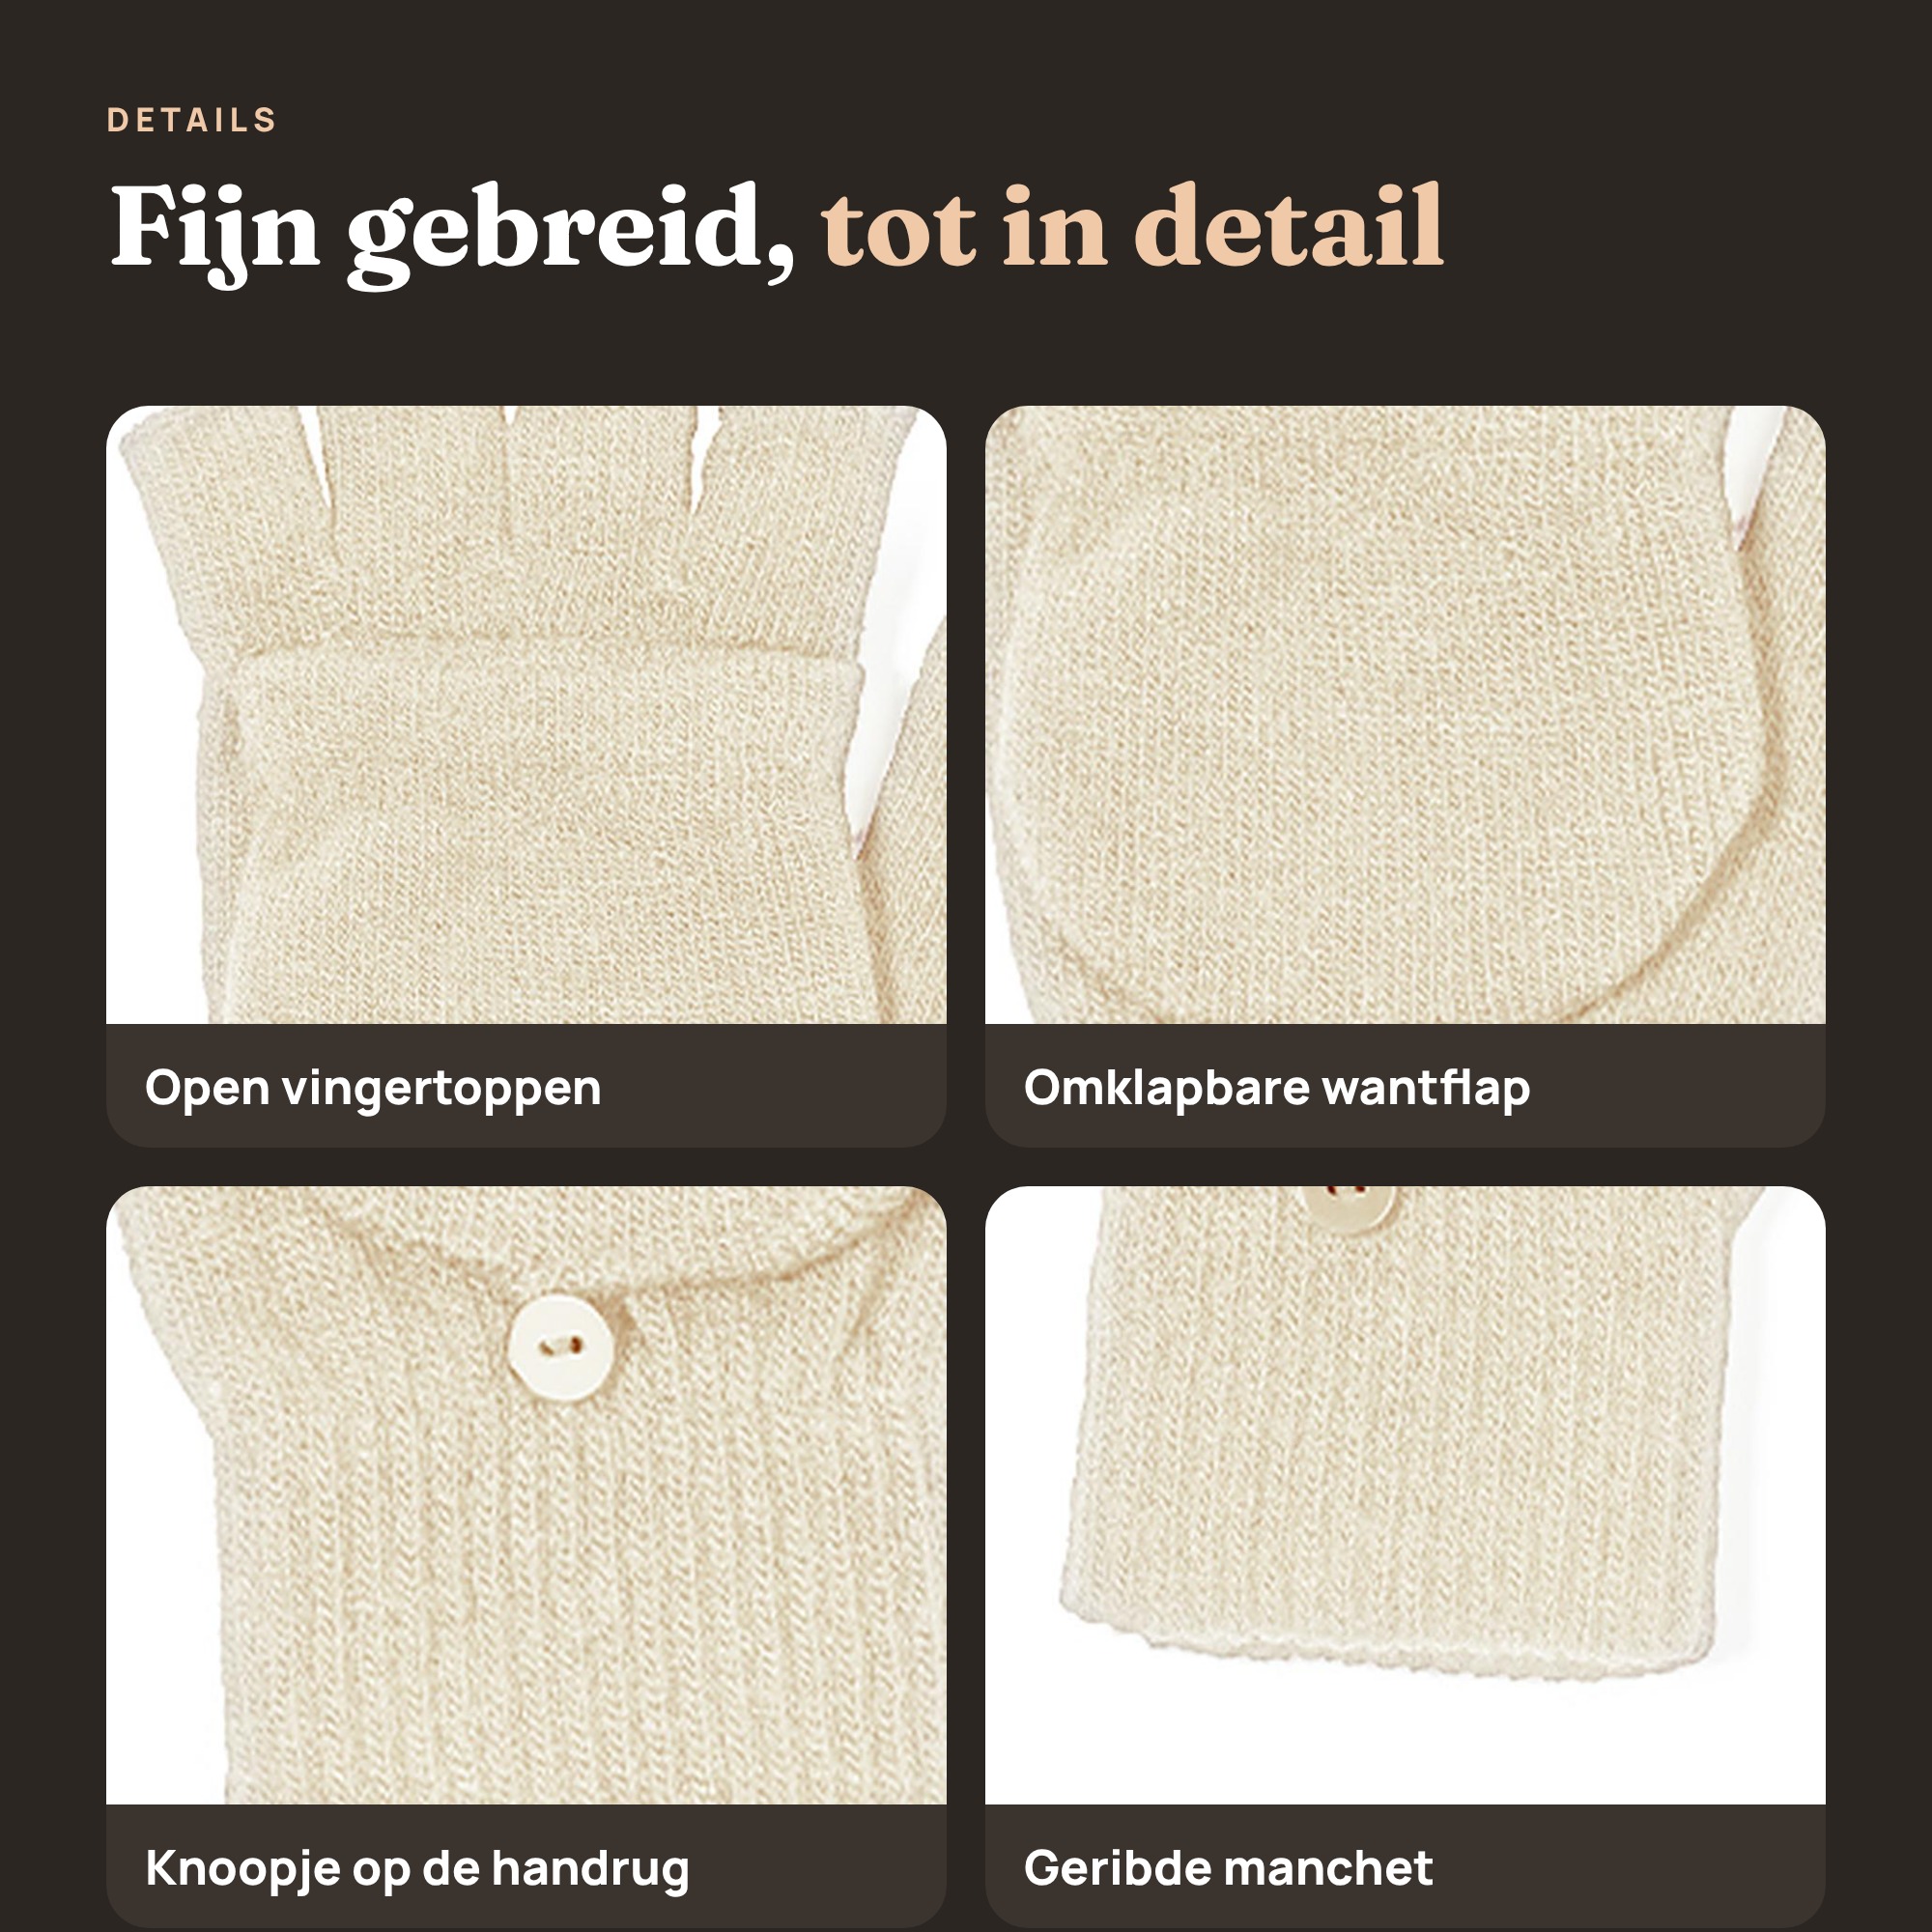 DETAILS
Fijn gebreid, tot in detail
Open vingertoppen
Omklapbare wantflap
Knoopje op de handrug
Geribde manchet